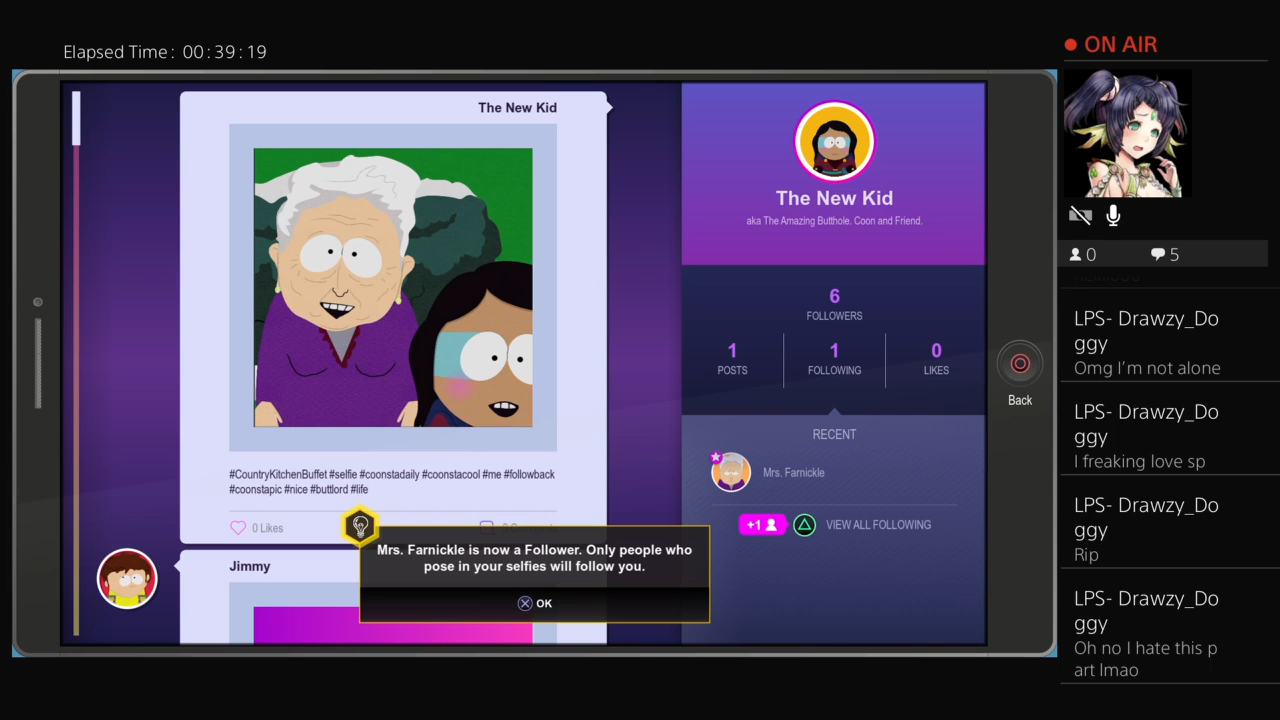 Elapsed Time: 00:39:19
ON AIR
The New Kid
#CountryKitchenBuffet #selfie #coonstadaily #coonstacool #me #followback
#coonstapic #nice #buttlord #life
0 Likes
Jimmy
Mrs. Farnickle is now a Follower. Only people who
pose in your selfies will follow you.
OK
The New Kid
aka The Amazing Butthole. Coon and Friend.
6
FOLLOWERS
1
POSTS
1
FOLLOWING
0
LIKES
RECENT
Mrs. Farnickle
+1
VIEW ALL FOLLOWING
Back
0
5
LPS- Drawzy_Do
ggy
Omg I'm not alone
LPS- Drawzy_Do
ggy
I freaking love sp
LPS- Drawzy_Do
ggy
Rip
LPS- Drawzy_Do
ggy
Oh no I hate this p
art lmao